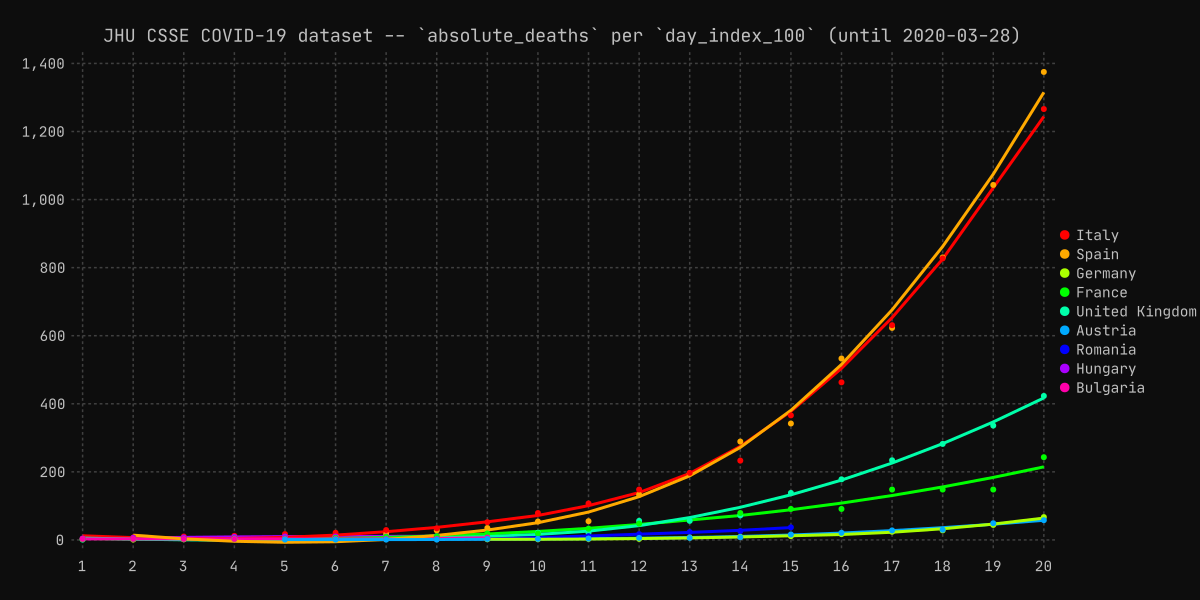 JHU CSSE COVID-19 dataset -- `absolute_deaths` per `day_index_100` (until 2020-03-28)
1,400
1,200
1,000
800
600
400
200
0
1 2 3 4 5 6 7 8 9 10 11 12 13 14 15 16 17 18 19 20
Italy
Spain
Germany
France
United Kingdom
Austria
Romania
Hungary
Bulgaria